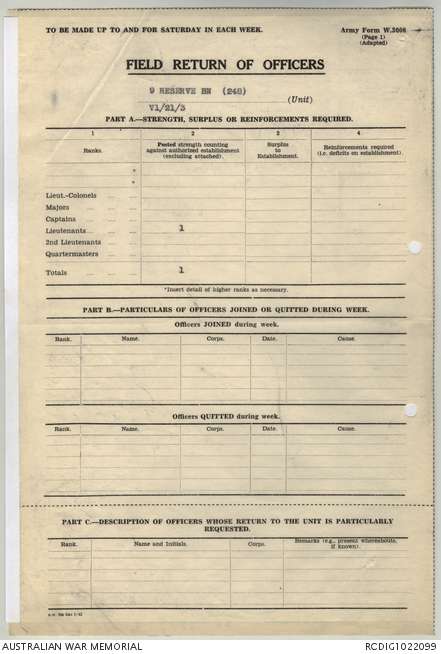 TO BE MADE UP TO AND FOR SATURDAY IN EACH WEEK.
Army Form W.3008
(Page 1)
(Adapted)
FIELD RETURN OF OFFICERS
9 RESERVE BN (248)
(Unit)
V1/21/3
PART A.—STRENGTH, SURPLUS OR REINFORCEMENTS REQUIRED.
1 2 3 4
Ranks. Posted strength counting against authorized establishment (excluding attached). Surplus to Establishment. Reinforcements required (i.e. deficits on establishment).
*
*
Lieut.-Colonels
Majors
Captains
Lieutenants 1
2nd Lieutenants
Quartermasters
Totals 1
*Insert detail of higher ranks as necessary.
PART B.—PARTICULARS OF OFFICERS JOINED OR QUITTED DURING WEEK.
Officers JOINED during week.
Rank. Name. Corps. Date. Cause.
Officers QUITTED during week.
Rank. Name. Corps. Date. Cause.
PART C.—DESCRIPTION OF OFFICERS WHOSE RETURN TO THE UNIT IS PARTICULARLY
REQUESTED.
Rank. Name and Initials. Corps. Remarks (e.g., present whereabouts, if known).
AUSTRALIAN WAR MEMORIAL
RCDIG1022099